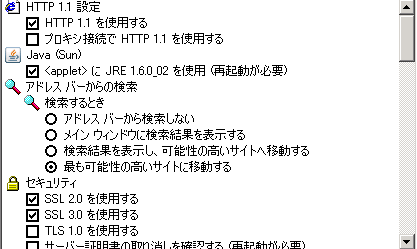 HTTP 1.1 設定
HTTP 1.1 を使用する
プロキシ接続で HTTP 1.1 を使用する
Java (Sun)
<applet> に JRE 1.6.0_02 を使用 (再起動が必要)
アドレス バーからの検索
検索するとき
アドレス バーから検索しない
メイン ウィンドウに検索結果を表示する
検索結果を表示し、可能性の高いサイトへ移動する
最も可能性の高いサイトに移動する
セキュリティ
SSL 2.0 を使用する
SSL 3.0 を使用する
TLS 1.0 を使用する
サーバー証明書の取り消しを確認する (再起動が必要)